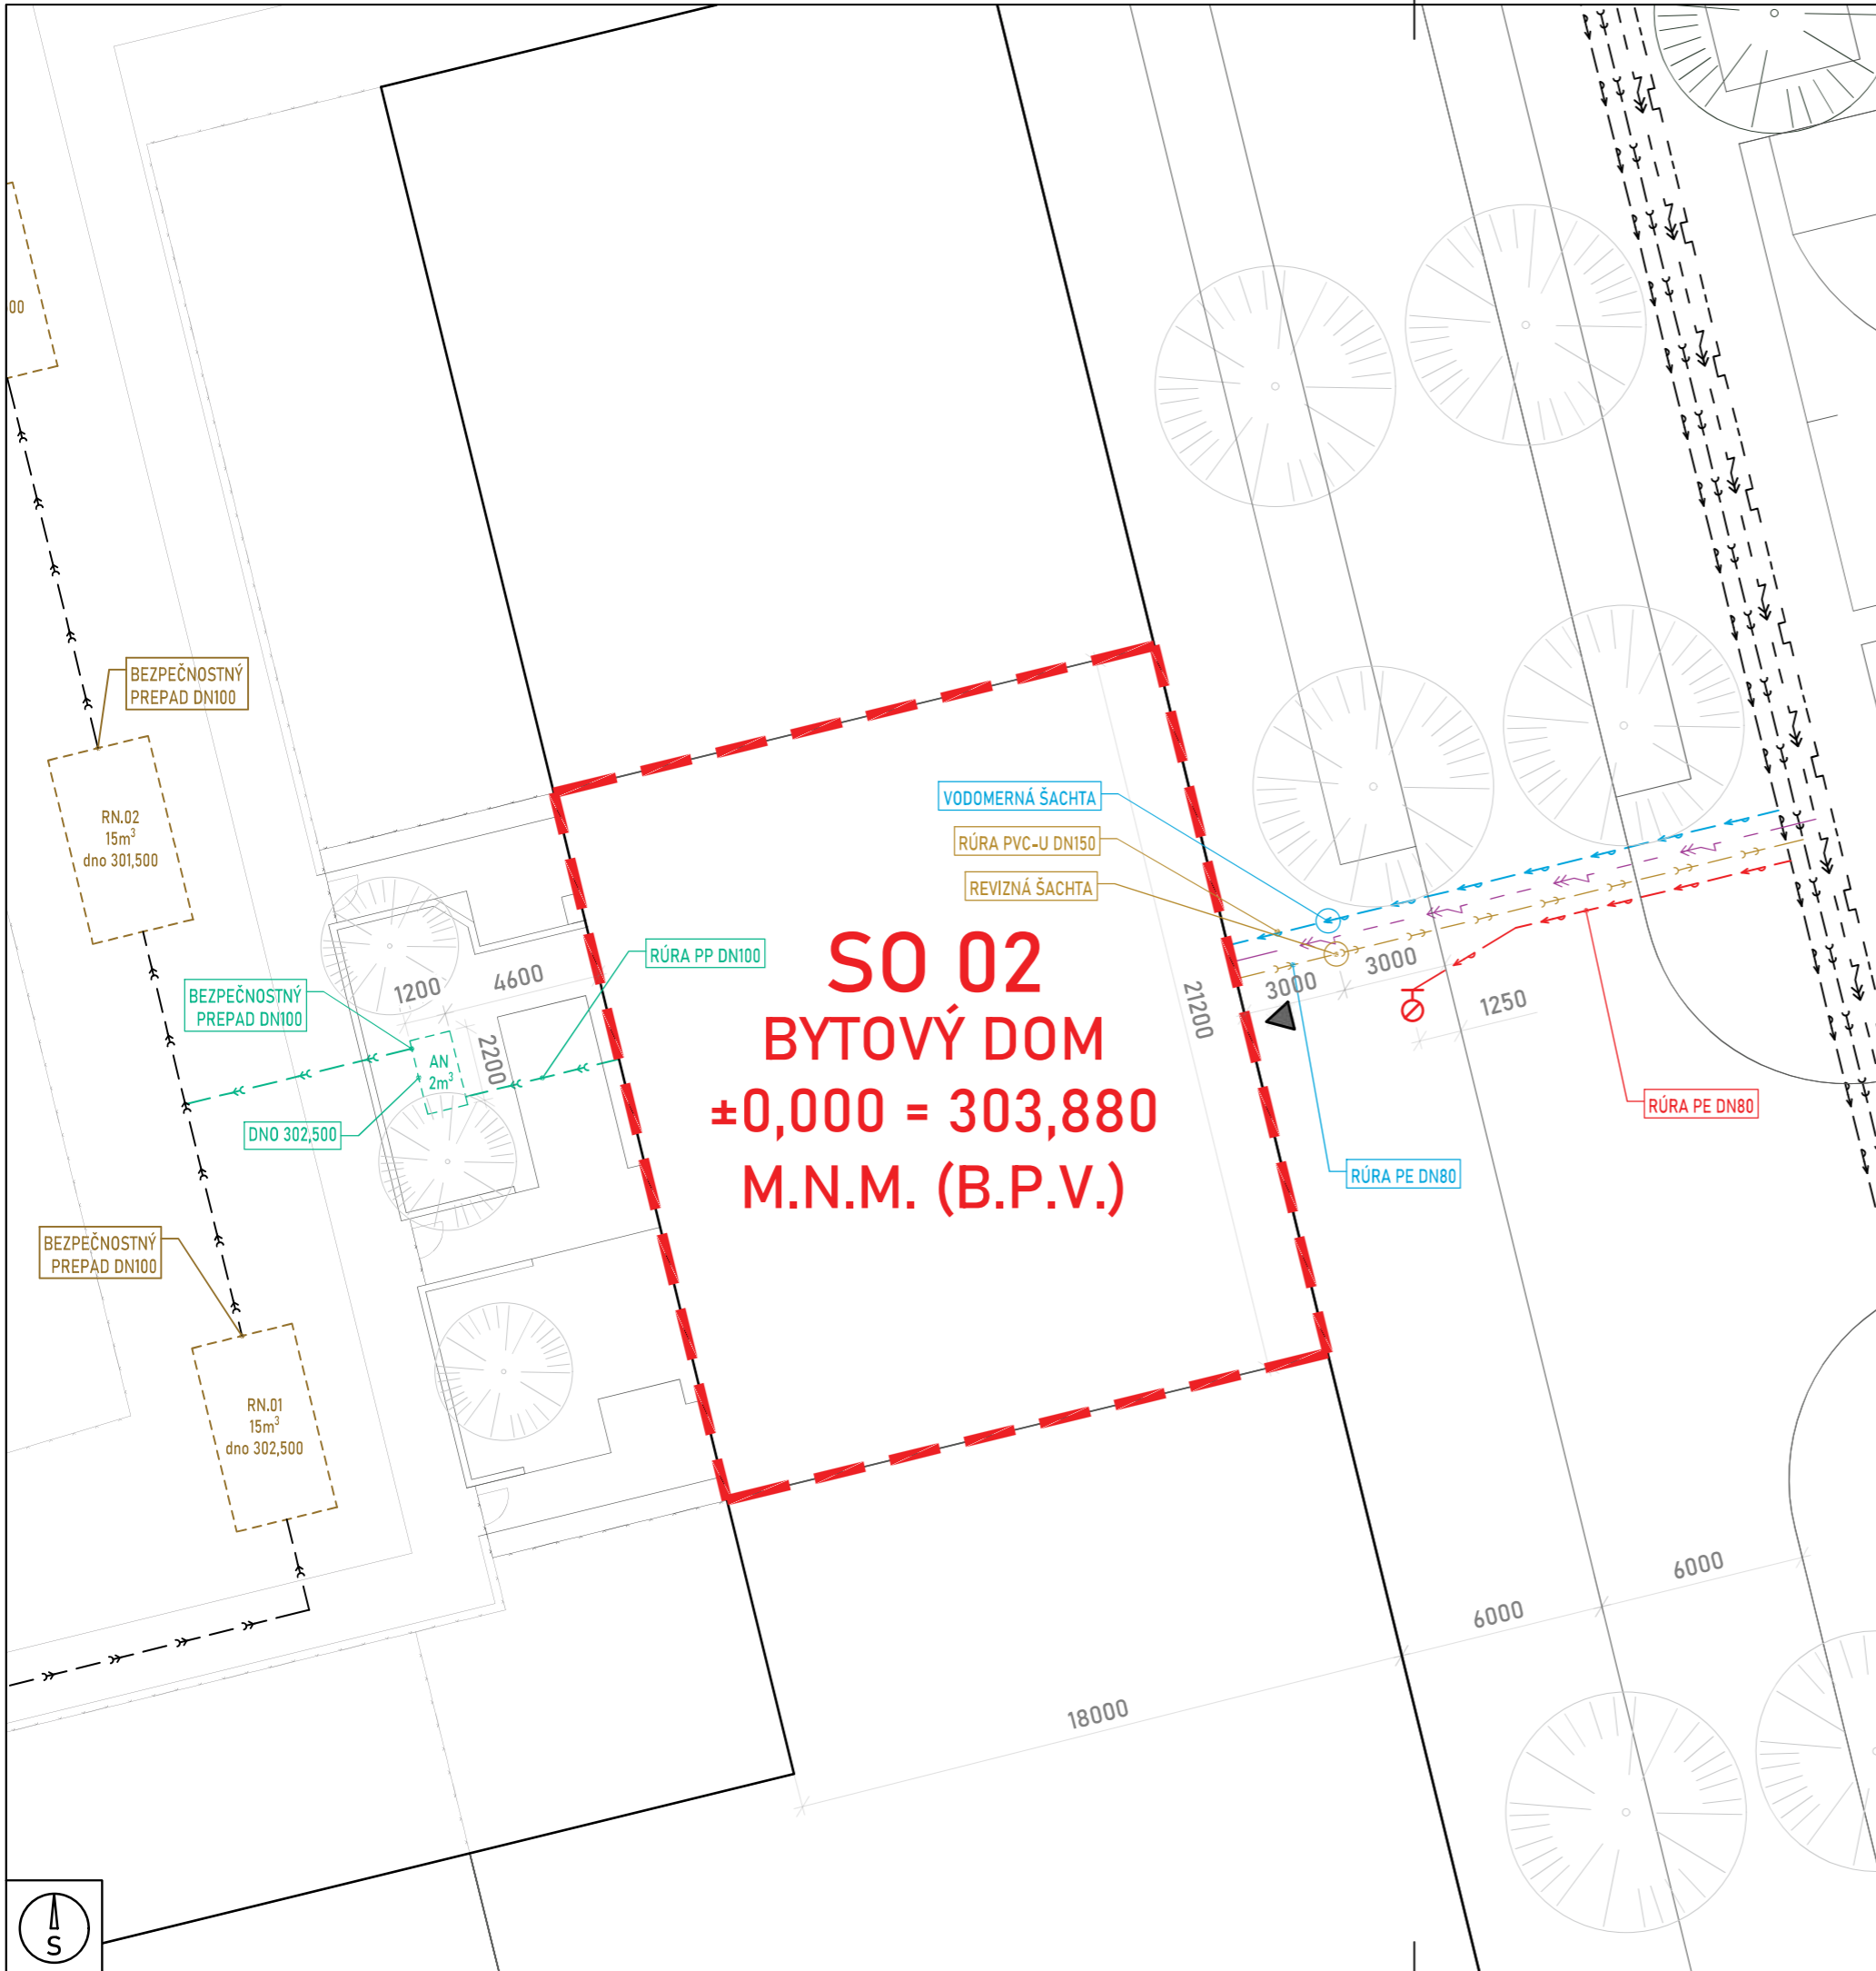 00
BEZPEČNOSTNÝ
PREPAD DN100
RN.02
15m³
dno 301,500
VODOMERNÁ ŠACHTA
RÚRA PVC-U DN150
REVIZNÁ ŠACHTA
RÚRA PP DN100
BEZPEČNOSTNÝ
PREPAD DN100
1200
4600
2200
AN
2m³
DNO 302,500
SO 02
BYTOVÝ DOM
±0,000 = 303,880
M.N.M. (B.P.V.)
21200
3000
3000
1250
RÚRA PE DN80
RÚRA PE DN80
BEZPEČNOSTNÝ
PREPAD DN100
RN.01
15m³
dno 302,500
18000
6000
6000
S